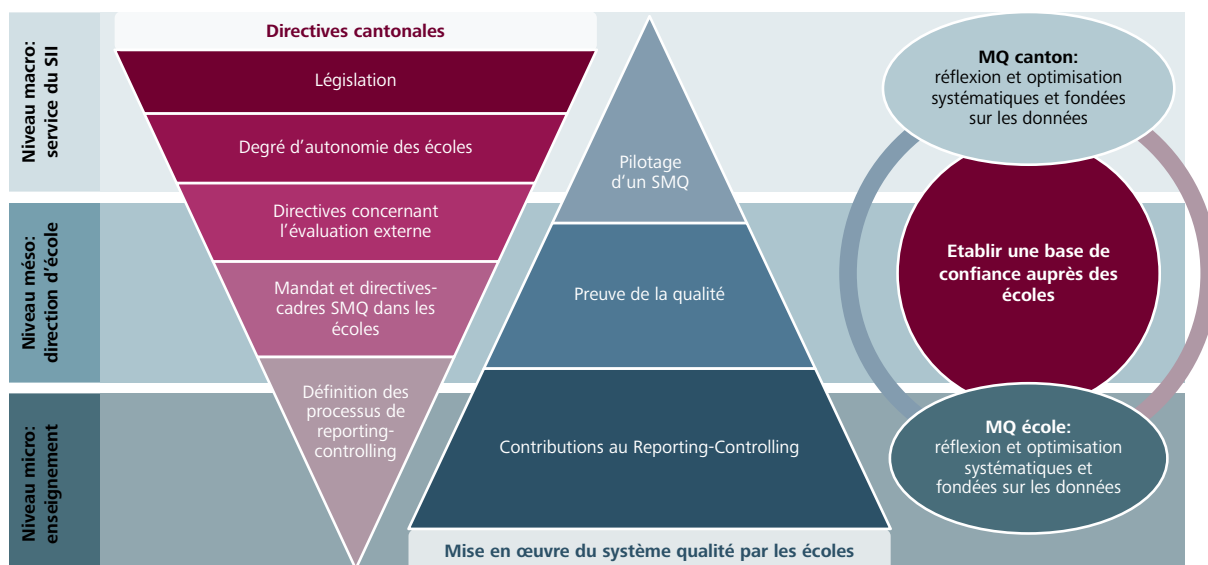 Niveau macro:
service du SII
Niveau méso:
direction d’école
Niveau micro:
enseignement
Directives cantonales
Législation
Degré d’autonomie des écoles
Directives concernant
l’évaluation externe
Mandat et directives-
cadres SMQ dans les
écoles
Définition des
processus de
reporting-
controlling
Pilotage
d’un SMQ
Preuve de la qualité
Contributions au Reporting-Controlling
Mise en œuvre du système qualité par les écoles
MQ canton:
réflexion et optimisation
systématiques et fondées
sur les données
Etablir une base de
confiance auprès des
écoles
MQ école:
réflexion et optimisation
systématiques et
fondées sur les données